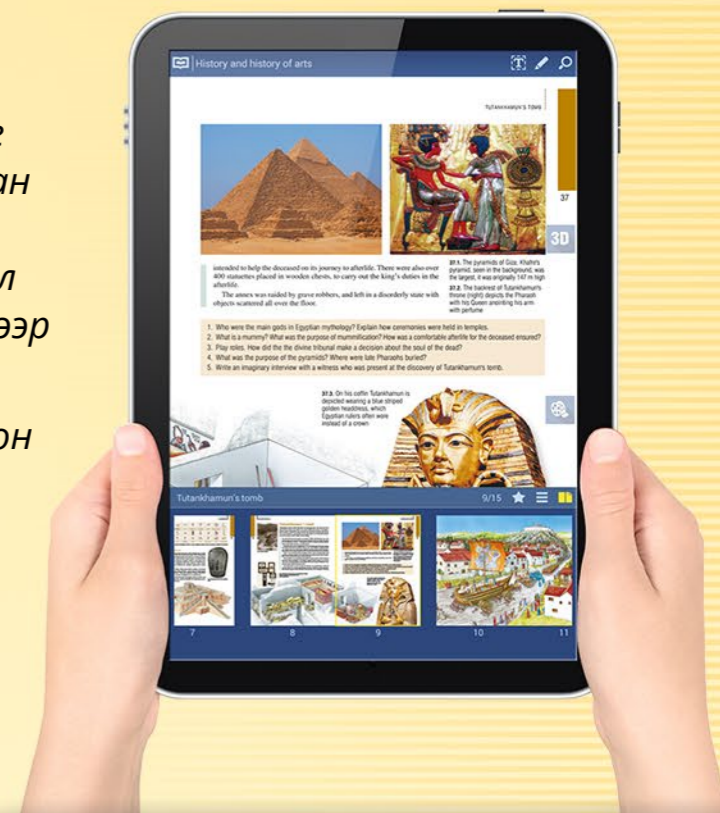 ан
л
ээр
он
History and history of arts
T
TUTANKHAMUN'S TOMB
37
3D
intended to help the deceased on its journey to afterlife. There were also over
400 statuettes placed in wooden chests, to carry out the king's duties in the
afterlife.
The annex was raided by grave robbers, and left in a disorderly state with
objects scattered all over the floor.
37.1. The pyramids of Giza. Khafre's
pyramid, seen in the background, was
the largest, it was originally 147 m high
37.2. The backrest of Tutankhamun's
throne (right) depicts the Pharaoh
with his Queen anointing his arm
with perfume
1. Who were the main gods in Egyptian mythology? Explain how ceremonies were held in temples.
2. What is a mummy? What was the purpose of mummification? How was a comfortable afterlife for the deceased ensured?
3. Play roles. How did the the divine tribunal make a decision about the soul of the dead?
4. What was the purpose of the pyramids? Where were late Pharaohs buried?
5. Write an imaginary interview with a witness who was present at the discovery of Tutankhamun's tomb.
37.3. On his coffin Tutankhamun is
depicted wearing a blue striped
golden headdress, which
Egyptian rulers often wore
instead of a crown
Tutankhamun's tomb
9/15
7
8
9
10
11